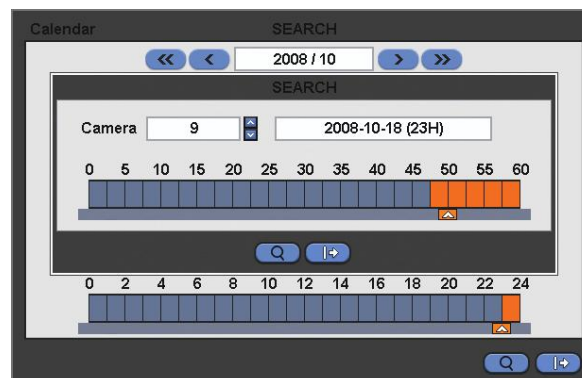 Calendar SEARCH
2008 / 10
SEARCH
Camera 9 2008-10-18 (23H)
0 5 10 15 20 25 30 35 40 45 50 55 60
0 2 4 6 8 10 12 14 16 18 20 22 24